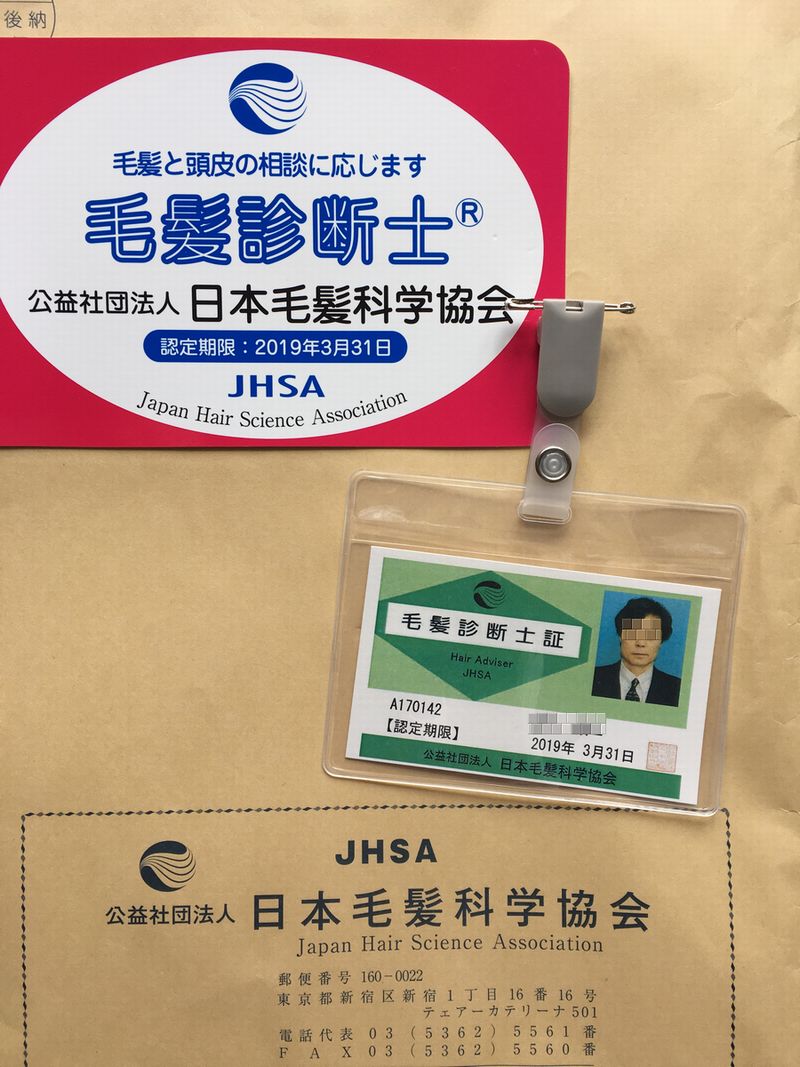 後納
毛髪と頭皮の相談に応じます
毛髪診断士®
公益社団法人 日本毛髪科学協会
認定期限:2019年3月31日
JHSA
Japan Hair Science Association
毛髪診断士証
Hair Adviser
JHSA
A170142
【認定期限】
2019年 3月31日
公益社団法人 日本毛髪科学協会
JHSA
公益社団法人 日本毛髪科学協会
Japan Hair Science Association
郵便番号 160-0022
東京都新宿区新宿1丁目16番16号
テェアーカテリーナ501
電話代表 03(5362)5561番
FAX 03(5362)5560番